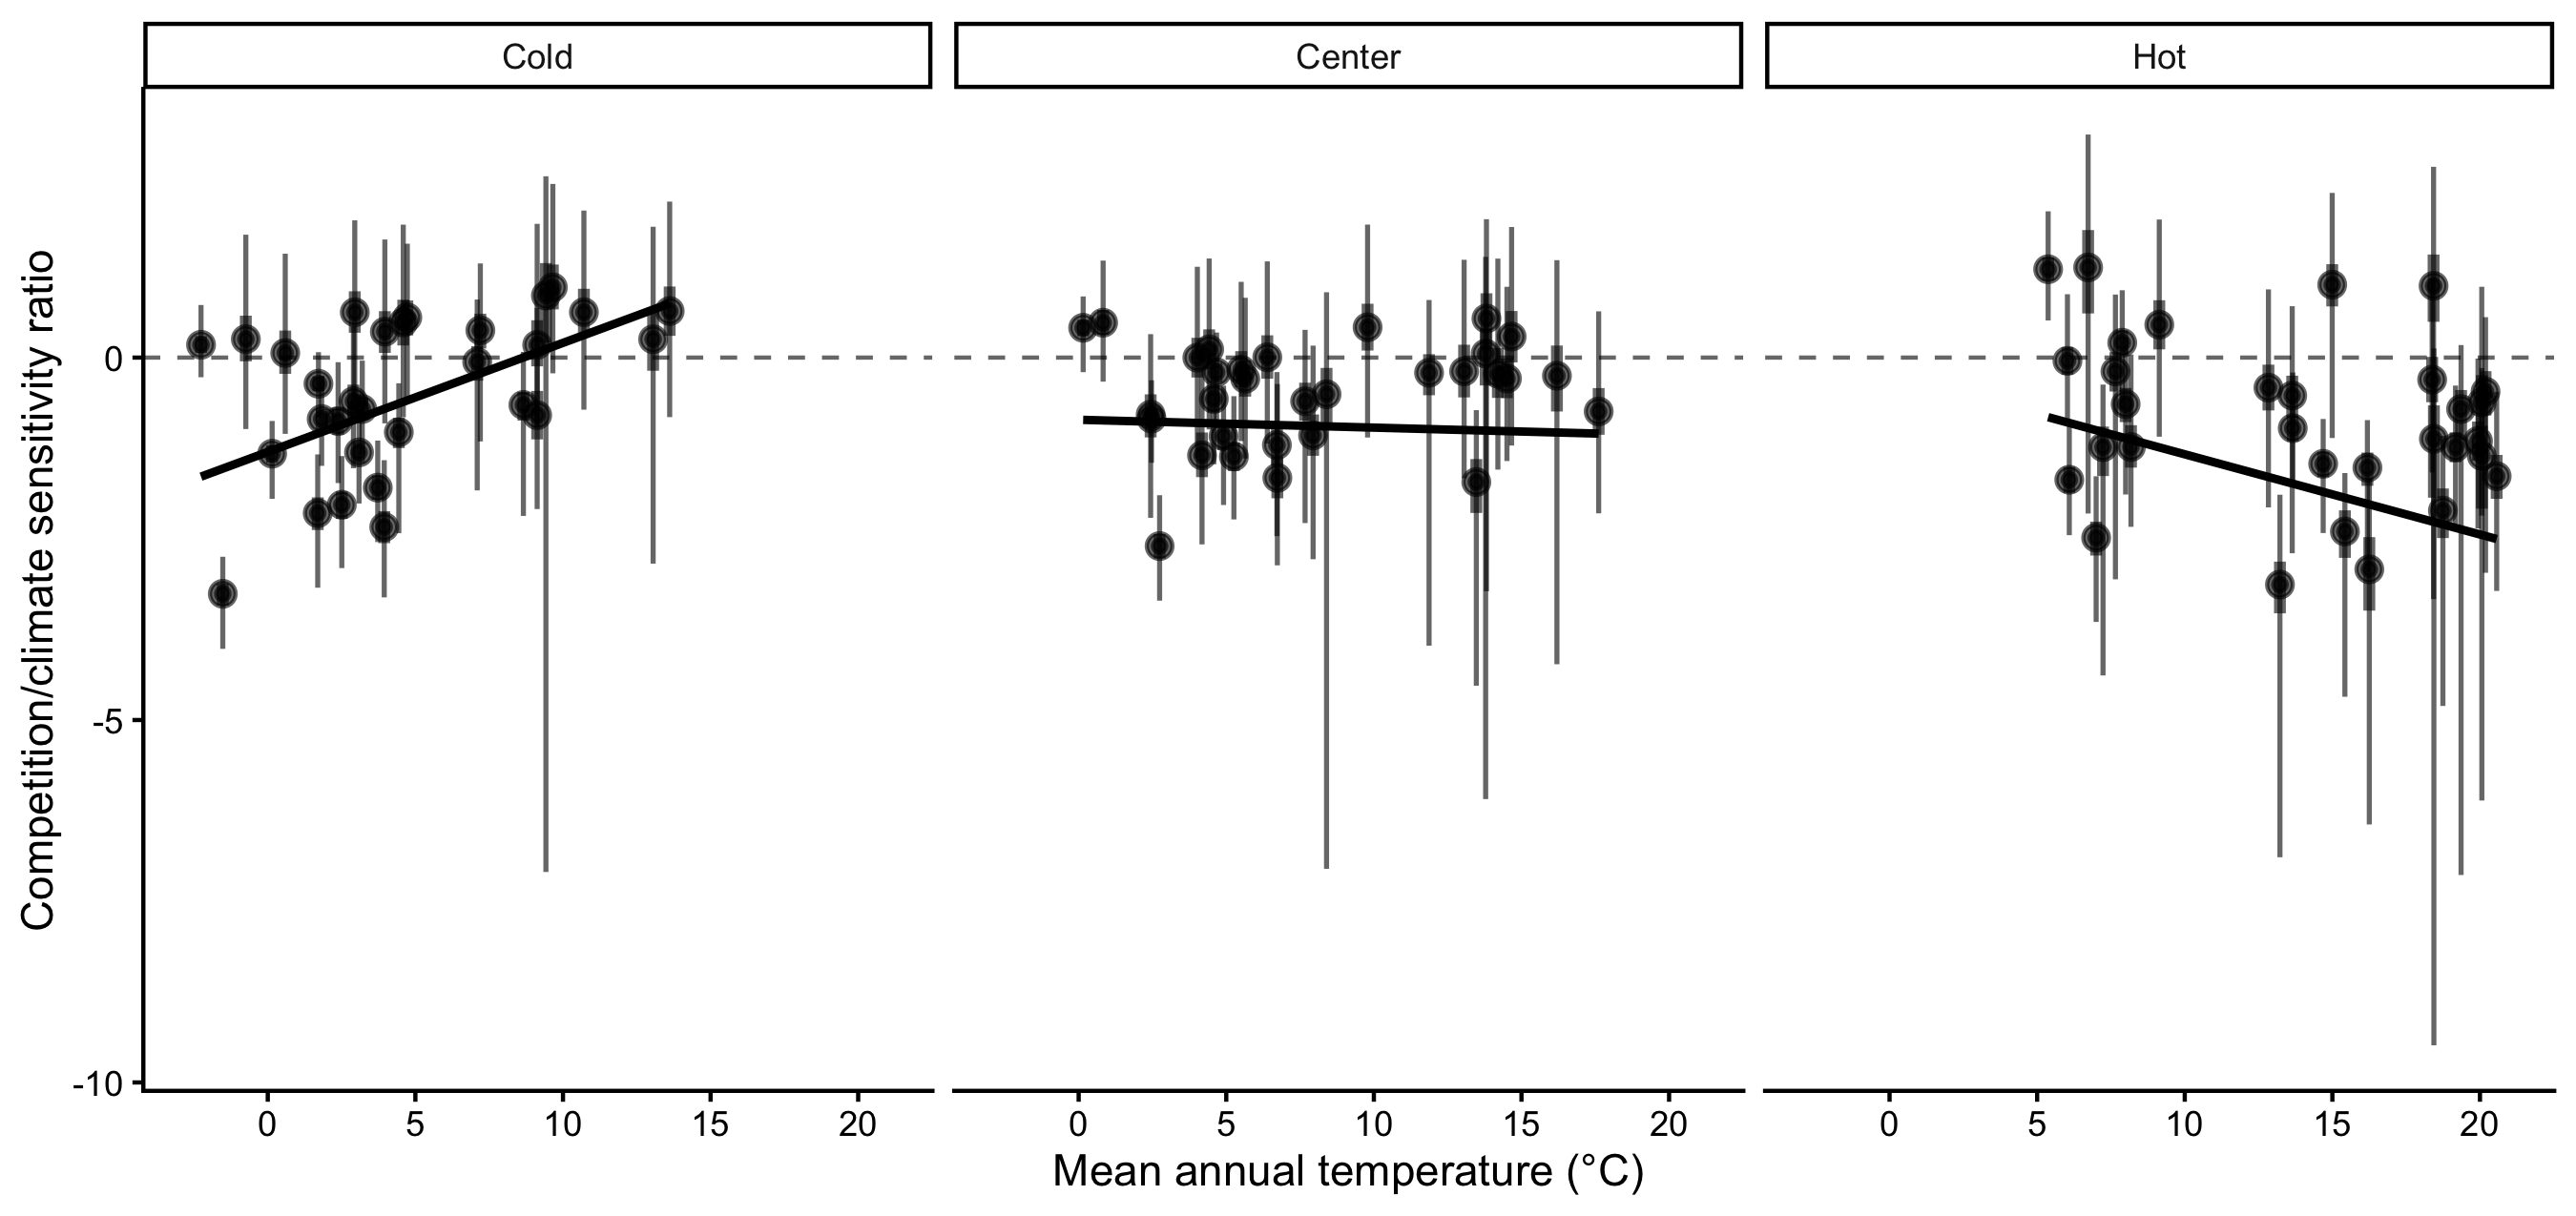 Cold
Center
Hot
Competition/climate sensitivity ratio
0
-5
-10
0 5 10 15 20
0 5 10 15 20
0 5 10 15 20
Mean annual temperature (°C)